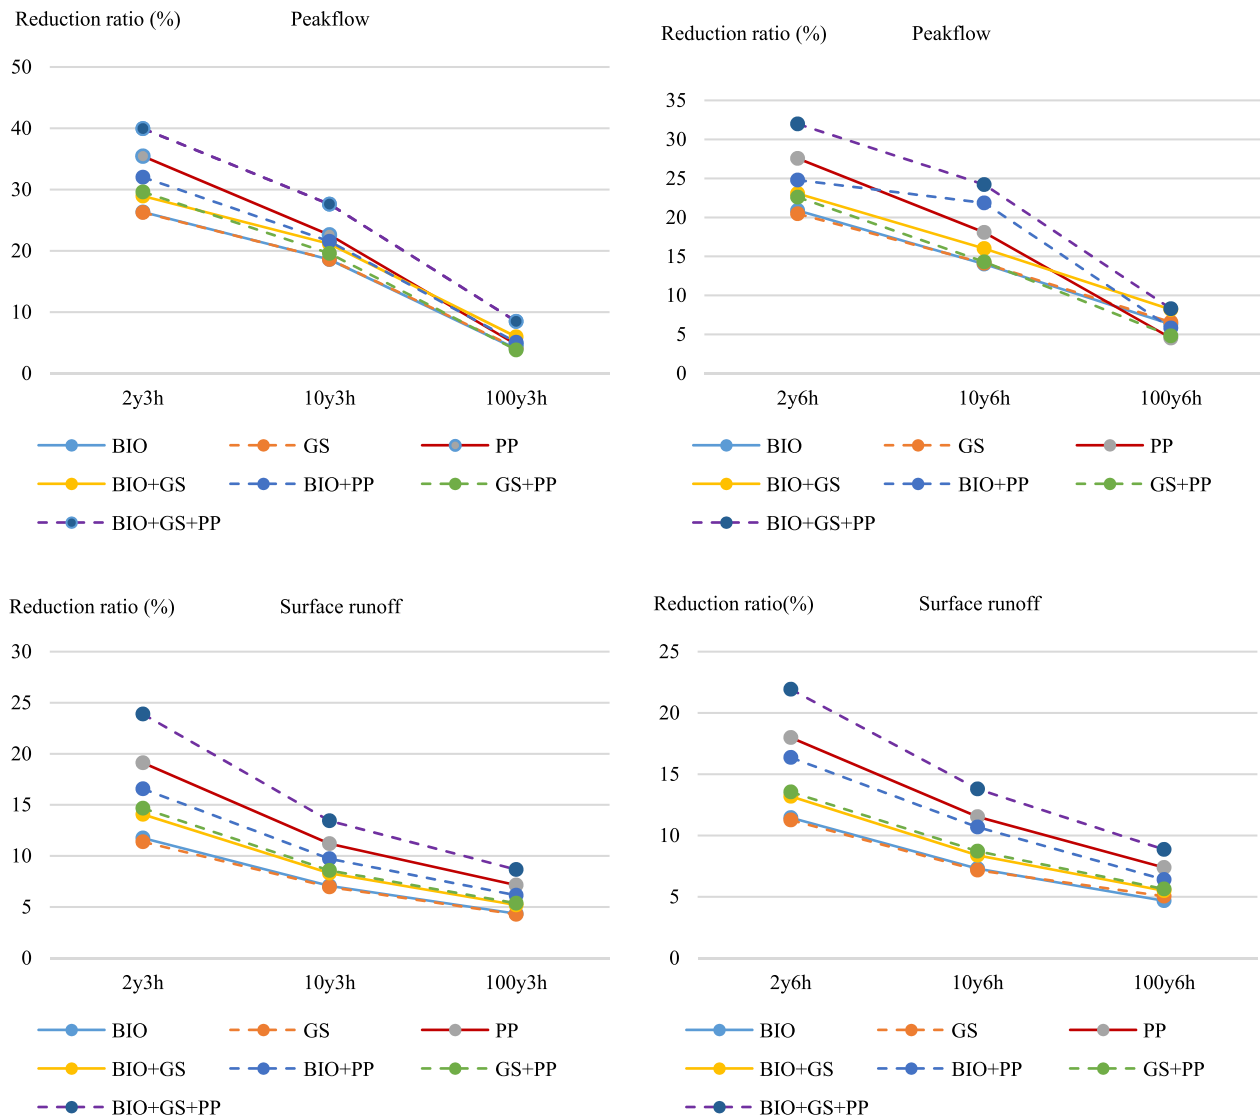 Reduction ratio (%) Peakflow
50
40
30
20
10
0
2y3h 10y3h 100y3h
BIO GS PP
BIO+GS BIO+PP GS+PP
BIO+GS+PP
Reduction ratio (%) Peakflow
35
30
25
20
15
10
5
0
2y6h 10y6h 100y6h
BIO GS PP
BIO+GS BIO+PP GS+PP
BIO+GS+PP
Reduction ratio (%) Surface runoff
30
25
20
15
10
5
0
2y3h 10y3h 100y3h
BIO GS PP
BIO+GS BIO+PP GS+PP
BIO+GS+PP
Reduction ratio(%) Surface runoff
25
20
15
10
5
0
2y6h 10y6h 100y6h
BIO GS PP
BIO+GS BIO+PP GS+PP
BIO+GS+PP